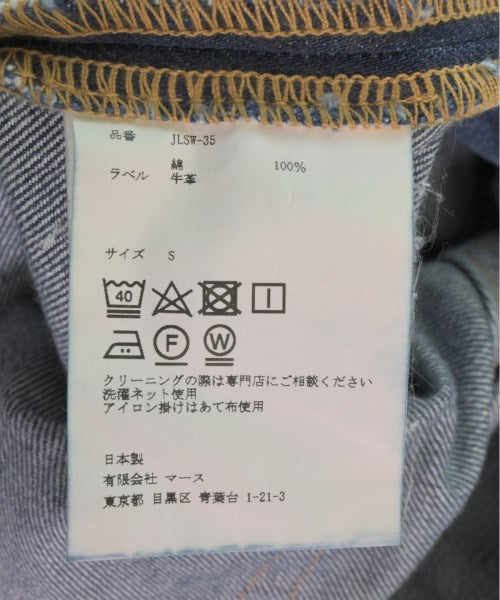 品番 JLSW-35
綿 100%
ラベル 牛革
サイズ S
40
F W
クリーニングの際は専門店にご相談ください
洗濯ネット使用
アイロン掛けはあて布使用
日本製
有限会社 マース
東京都 目黒区 青葉台 1-21-3